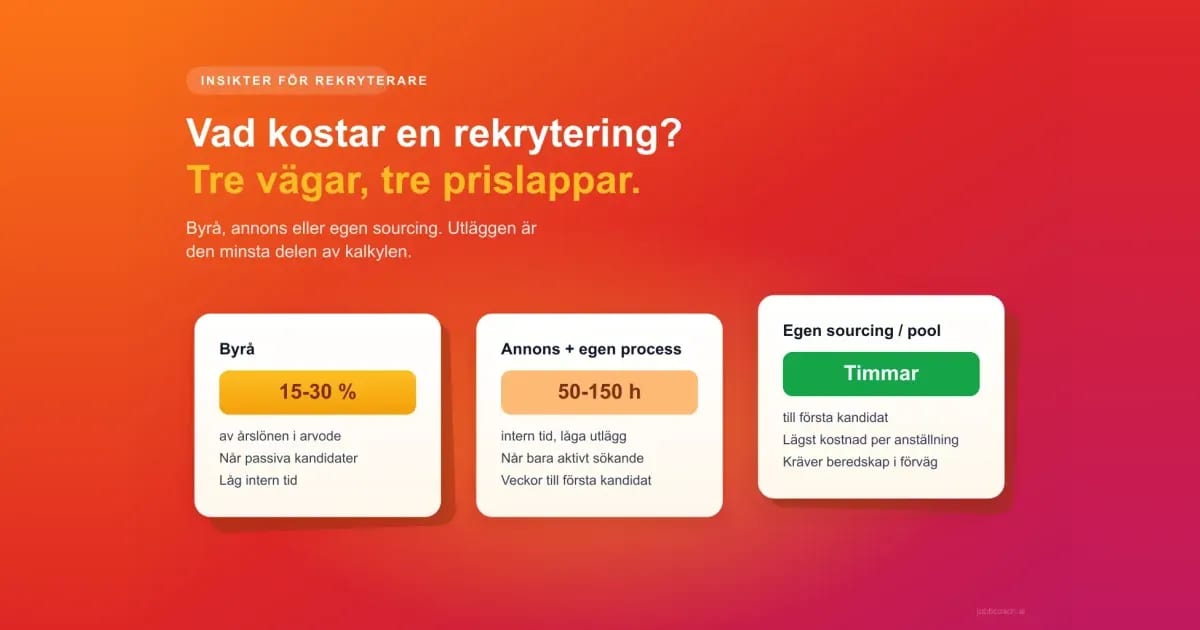 INSIKTER FÖR REKRYTERARE
Vad kostar en rekrytering?
Tre vägar, tre prislappar.
Byrå, annons eller egen sourcing. Utläggen är
den minsta delen av kalkylen.
Byrå
15-30 %
av årslönen i arvode
Når passiva kandidater
Låg intern tid
Annons + egen process
50-150 h
intern tid, låga utlägg
Når bara aktivt sökande
Veckor till första kandidat
Egen sourcing / pool
Timmar
till första kandidat
Lägst kostnad per anställning
Kräver beredskap i förväg